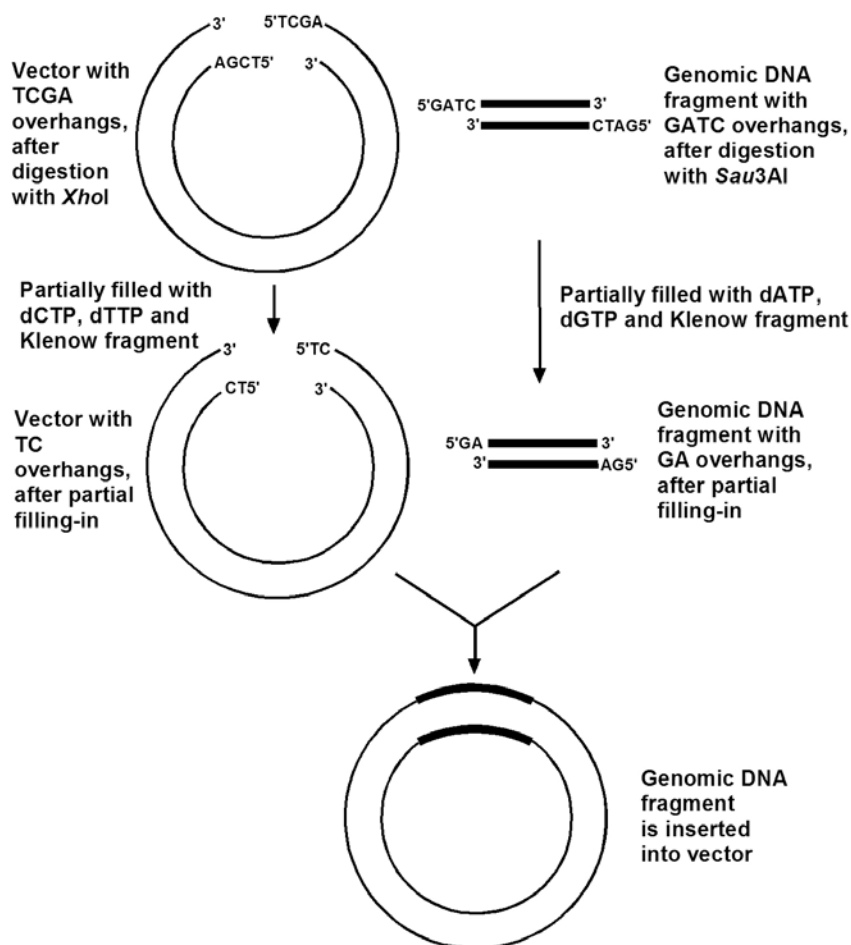 3' 5'TCGA
Vector with
TCGA
overhangs,
after
digestion
with XhoI
AGCT5' 3'
5'GATC 3'
3' CTAG5'
Genomic DNA
fragment with
GATC overhangs,
after digestion
with Sau3AI
Partially filled with
dCTP, dTTP and
Klenow fragment
Partially filled with dATP,
dGTP and Klenow fragment
3' 5'TC
CT5' 3'
Vector with
TC
overhangs,
after partial
filling-in
5'GA 3'
3' AG5'
Genomic DNA
fragment with
GA overhangs,
after partial
filling-in
Genomic DNA
fragment
is inserted
into vector